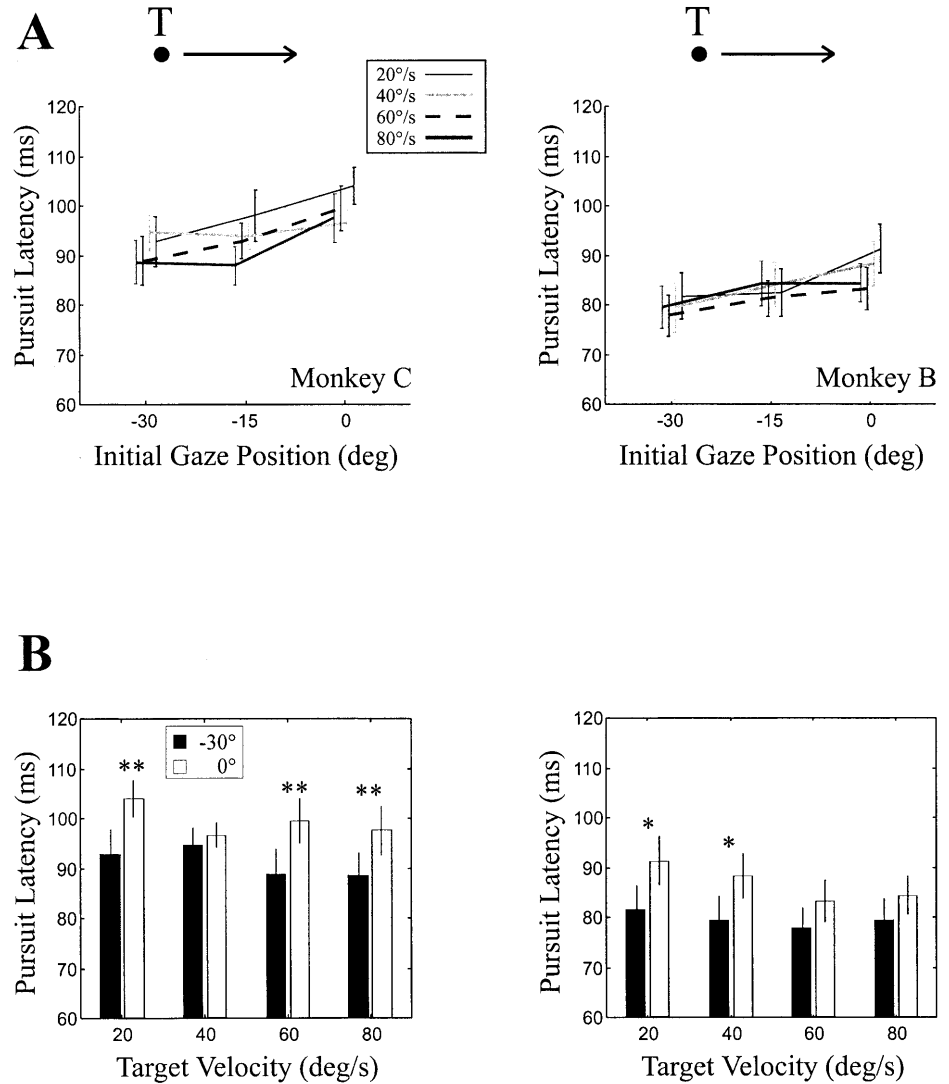 A
T
T
20°/s
40°/s
60°/s
80°/s
120
110
100
90
80
70
60
Pursuit Latency (ms)
Monkey C
-30
-15
0
Initial Gaze Position (deg)
120
110
100
90
80
70
60
Pursuit Latency (ms)
Monkey B
-30
-15
0
Initial Gaze Position (deg)
B
120
110
100
90
80
70
60
Pursuit Latency (ms)
-30°
0°
**
**
**
20
40
60
80
Target Velocity (deg/s)
120
110
100
90
80
70
60
Pursuit Latency (ms)
*
*
20
40
60
80
Target Velocity (deg/s)